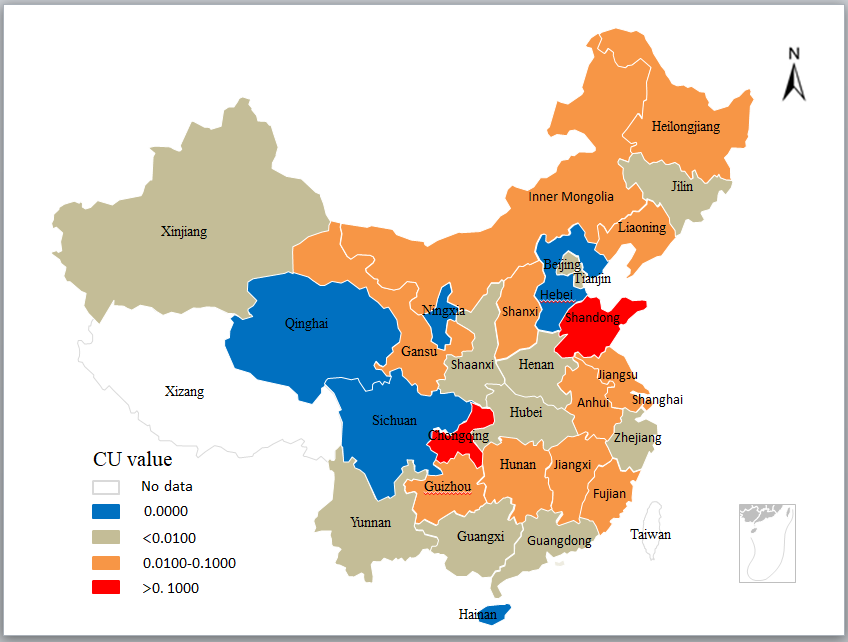 N
Heilongjiang
Jilin
Inner Mongolia
Liaoning
Xinjiang
Beijing
Tianjin
Hebei
Ningxia
Shanxi
Shandong
Qinghai
Gansu
Shaanxi
Henan
Jiangsu
Xizang
Shanghai
Anhui
Hubei
Sichuan
Chongqing
Zhejiang
Hunan
Jiangxi
Guizhou
Fujian
Yunnan
Guangxi
Guangdong
Taiwan
Hainan
CU value
No data
0.0000
<0.0100
0.0100-0.1000
>0. 1000